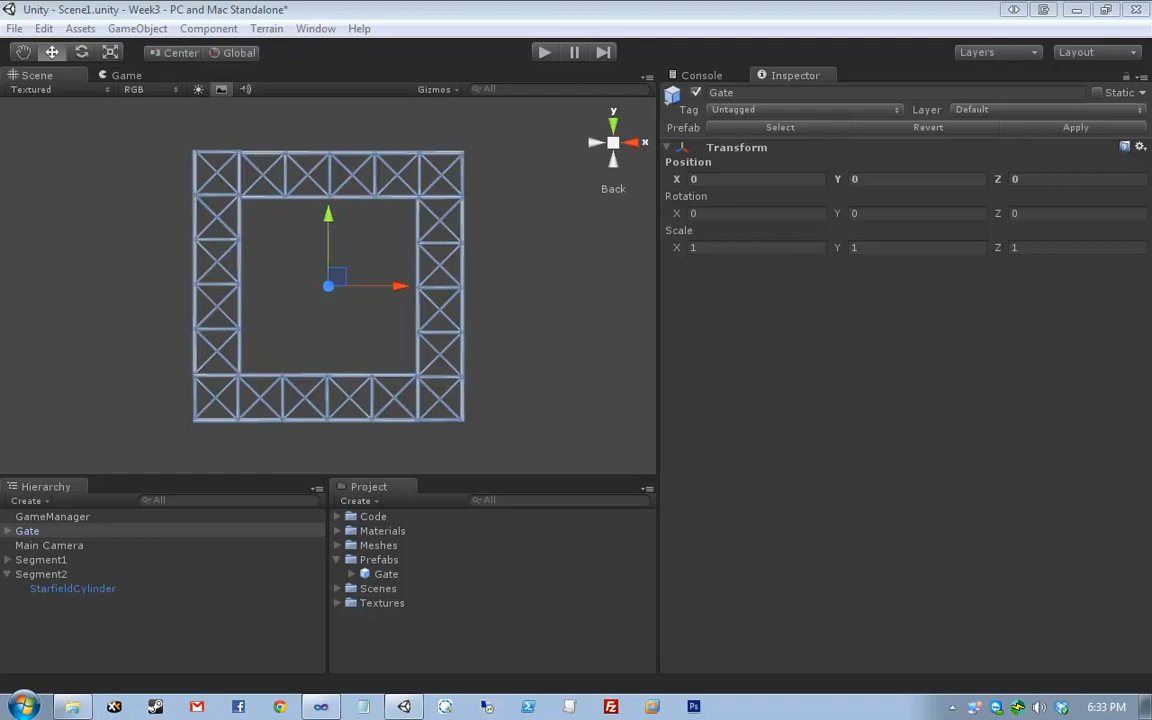 Unity - Scene1.unity - Week3 - PC and Mac Standalone*
File Edit Assets GameObject Component Terrain Window Help
Center Global Layers Layout
Scene Game
Textured RGB Gizmos All
y
x
Back
Console Inspector
Gate Static
Tag Untagged Layer Default
Prefab Select Revert Apply
Transform
Position
X 0 Y 0 Z 0
Rotation
X 0 Y 0 Z 0
Scale
X 1 Y 1 Z 1
Hierarchy
Create All
GameManager
Gate
Main Camera
Segment1
Segment2
StarfieldCylinder
Project
Create All
Code
Materials
Meshes
Prefabs
Gate
Scenes
Textures
6:33 PM